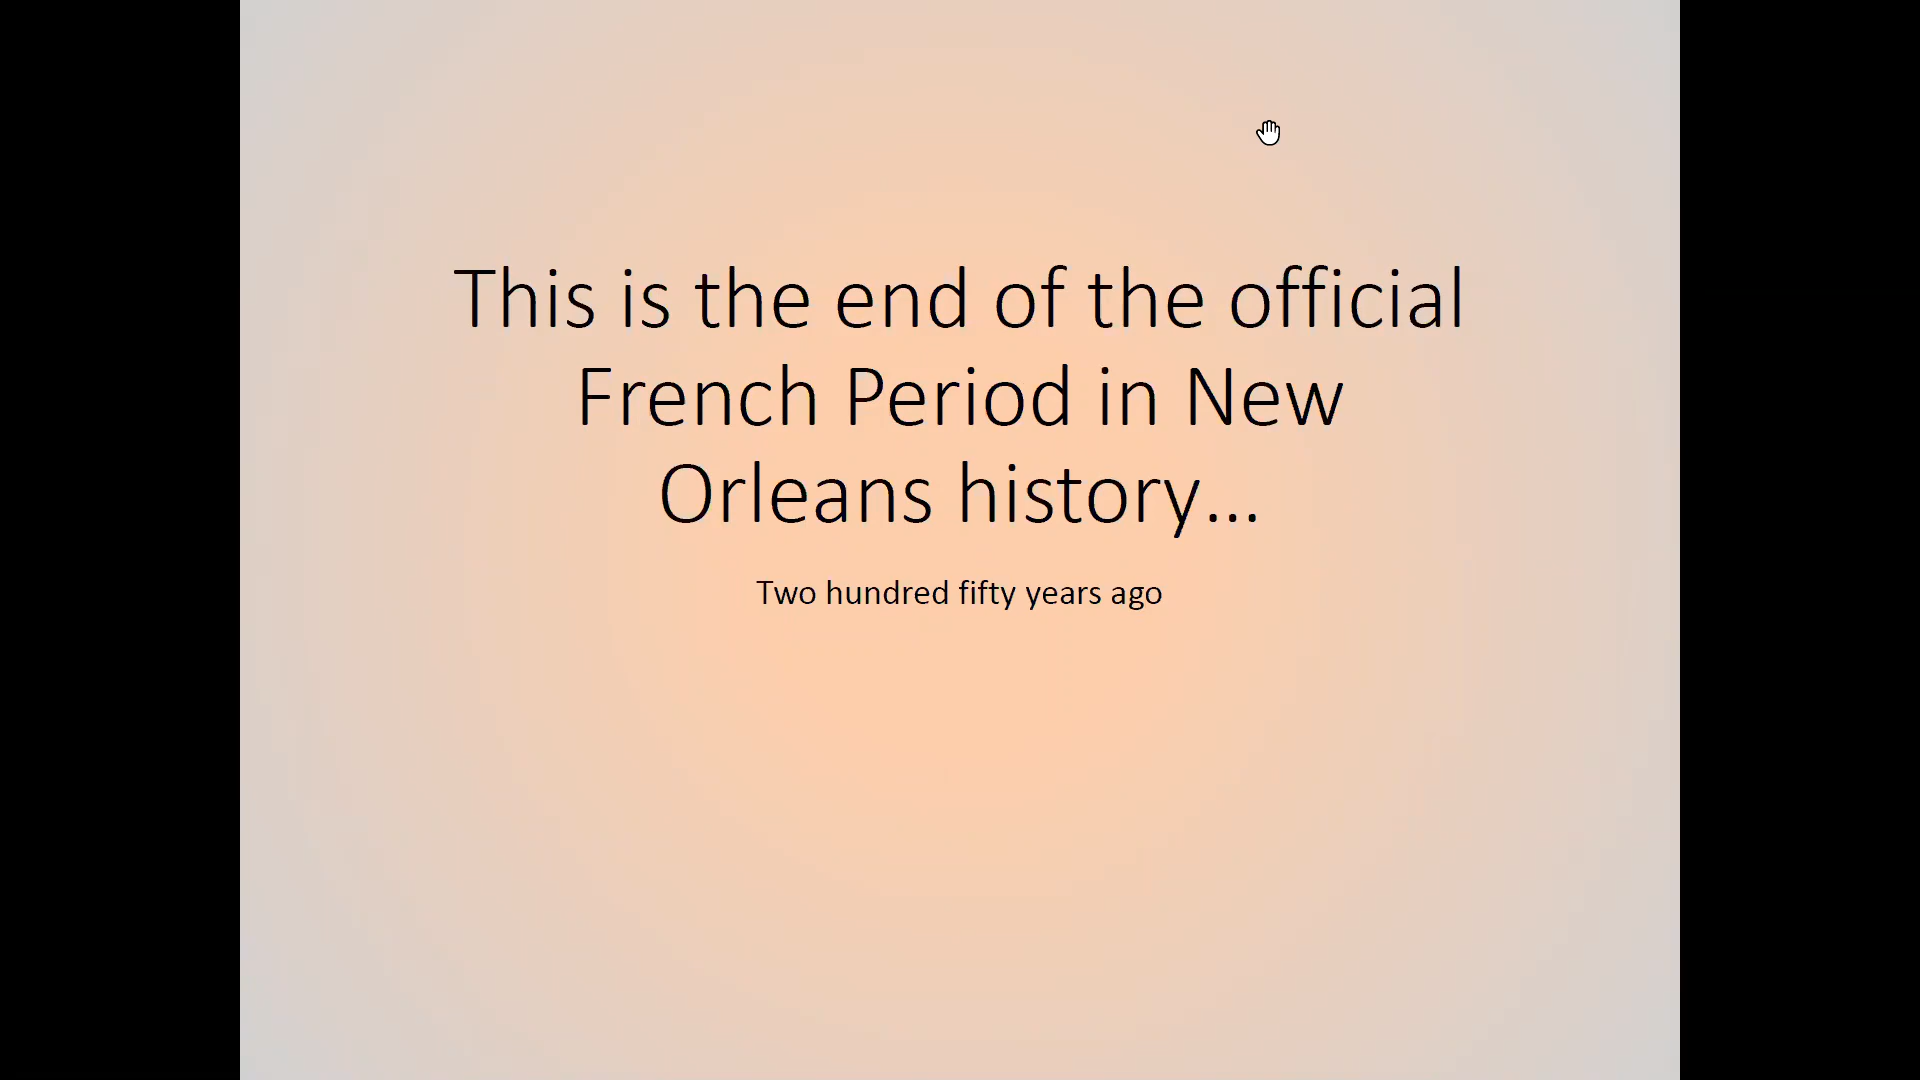 This is the end of the official
French Period in New
Orleans history...
Two hundred fifty years ago